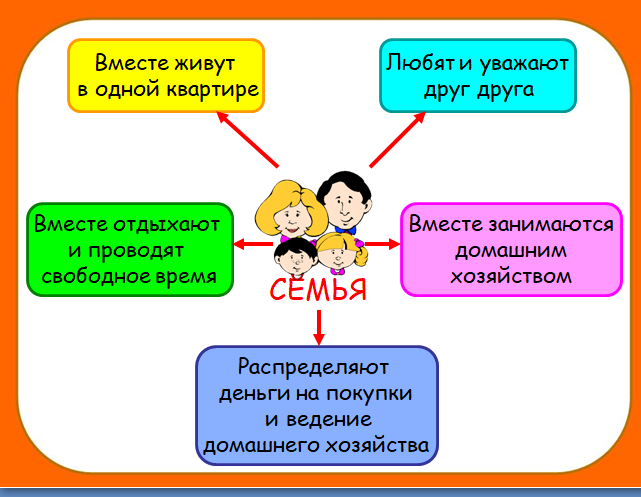 Вместе живут
в одной квартире
Любят и уважают
друг друга
Вместе отдыхают
и проводят
свободное время
Вместе занимаются
домашним
хозяйством
СЕМЬЯ
Распределяют
деньги на покупки
и ведение
домашнего хозяйства